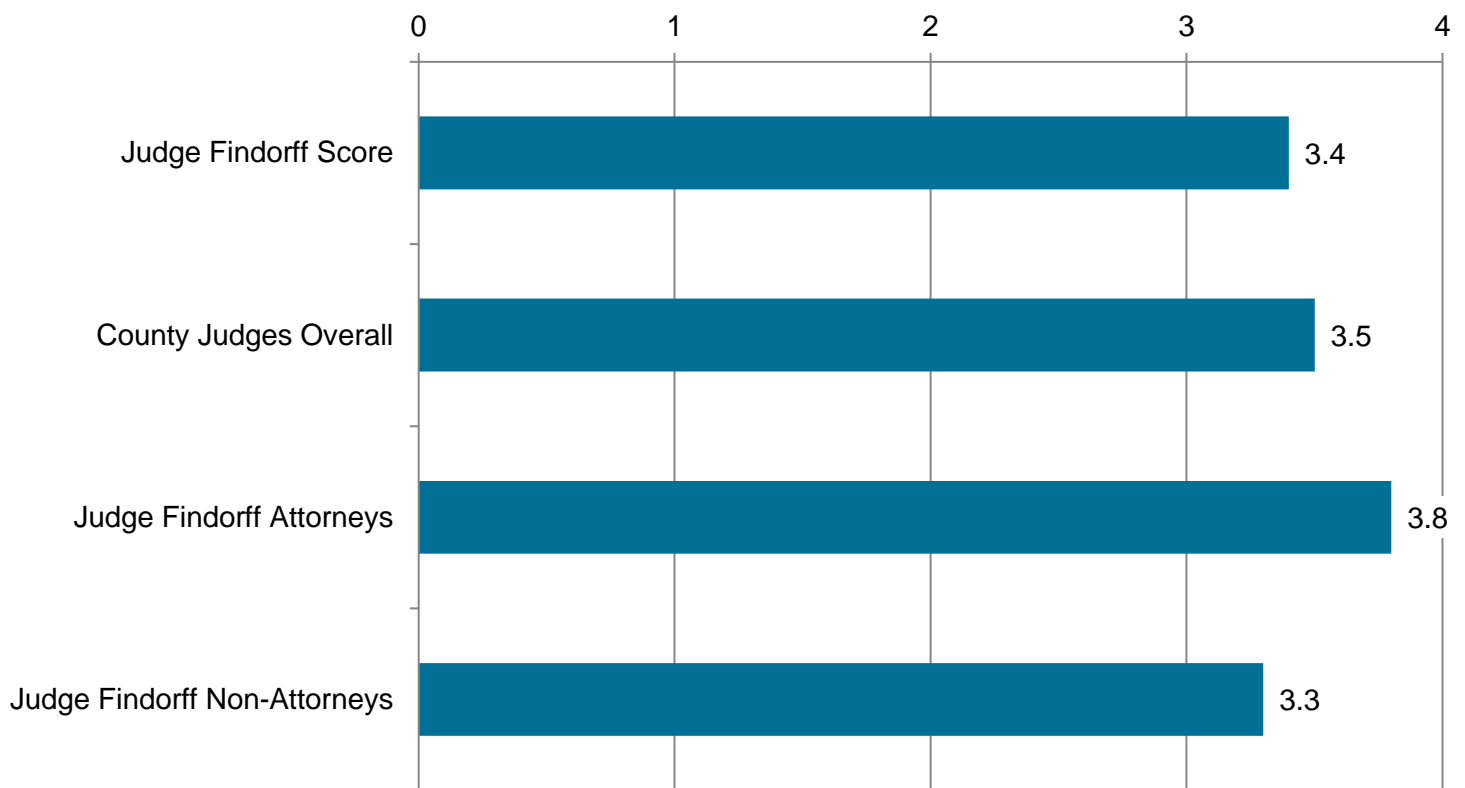 0 1 2 3 4
Judge Findorff Score 3.4
County Judges Overall 3.5
Judge Findorff Attorneys 3.8
Judge Findorff Non-Attorneys 3.3